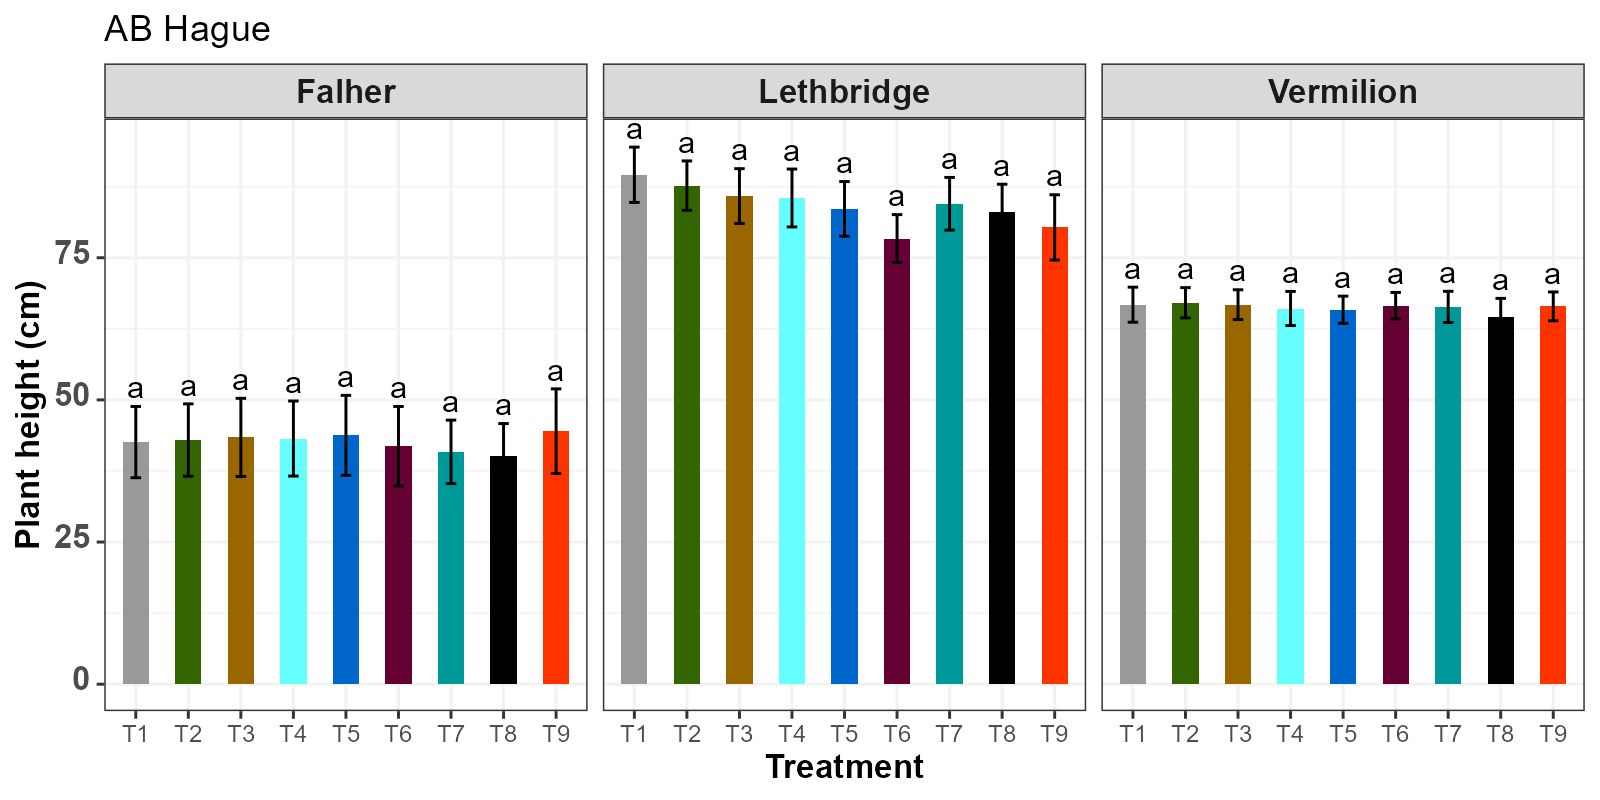 AB Hague
Falher Lethbridge Vermilion
Plant height (cm)
75
50
25
0
a a a a a a a a a
a a a a a a a a a
a a a a a a a a a
T1 T2 T3 T4 T5 T6 T7 T8 T9 T1 T2 T3 T4 T5 T6 T7 T8 T9 T1 T2 T3 T4 T5 T6 T7 T8 T9
Treatment